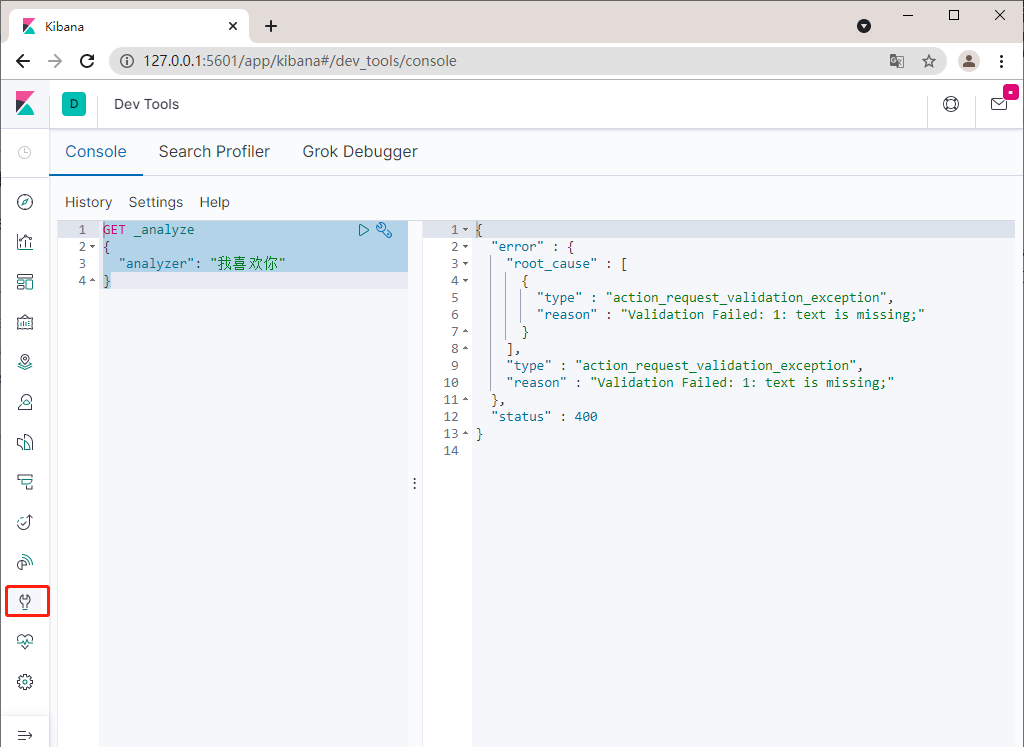 Kibana
127.0.0.1:5601/app/kibana#/dev_tools/console
D
Dev Tools
Console
Search Profiler
Grok Debugger
History
Settings
Help
1 GET _analyze
2 {
3 "analyzer": "我喜欢你"
4 }
1 {
2 "error" : {
3 "root_cause" : [
4 {
5 "type" : "action_request_validation_exception",
6 "reason" : "Validation Failed: 1: text is missing;"
7 }
8 ],
9 "type" : "action_request_validation_exception",
10 "reason" : "Validation Failed: 1: text is missing;"
11 },
12 "status" : 400
13 }
14